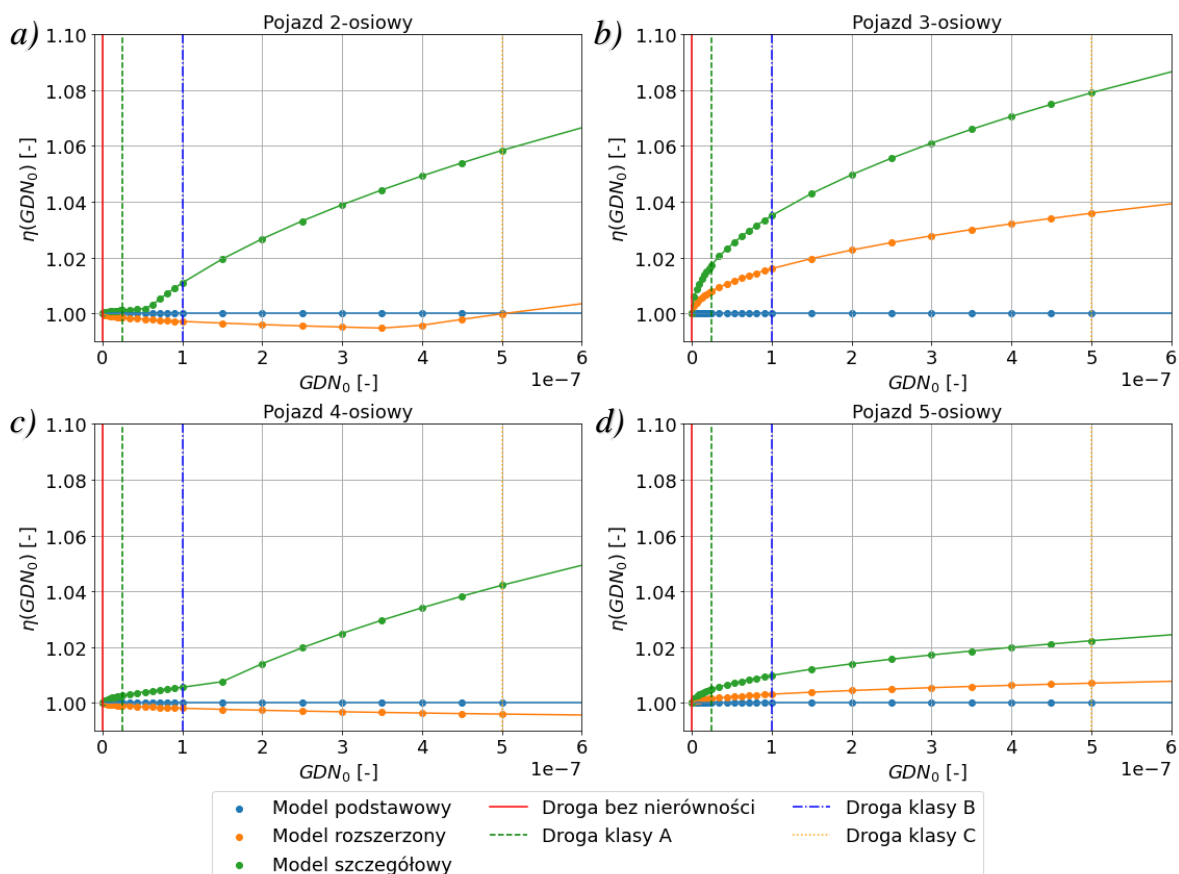 a) Pojazd 2-osiowy
1.10
1.08
1.06
1.04
1.02
1.00
η(GDN₀) [-]
0 1 2 3 4 5 6
GDN₀ [-] 1e-7
b) Pojazd 3-osiowy
1.10
1.08
1.06
1.04
1.02
1.00
η(GDN₀) [-]
0 1 2 3 4 5 6
GDN₀ [-] 1e-7
c) Pojazd 4-osiowy
1.10
1.08
1.06
1.04
1.02
1.00
η(GDN₀) [-]
0 1 2 3 4 5 6
GDN₀ [-] 1e-7
d) Pojazd 5-osiowy
1.10
1.08
1.06
1.04
1.02
1.00
η(GDN₀) [-]
0 1 2 3 4 5 6
GDN₀ [-] 1e-7
Model podstawowy Droga bez nierówności Droga klasy B
Model rozszerzony Droga klasy A Droga klasy C
Model szczegółowy